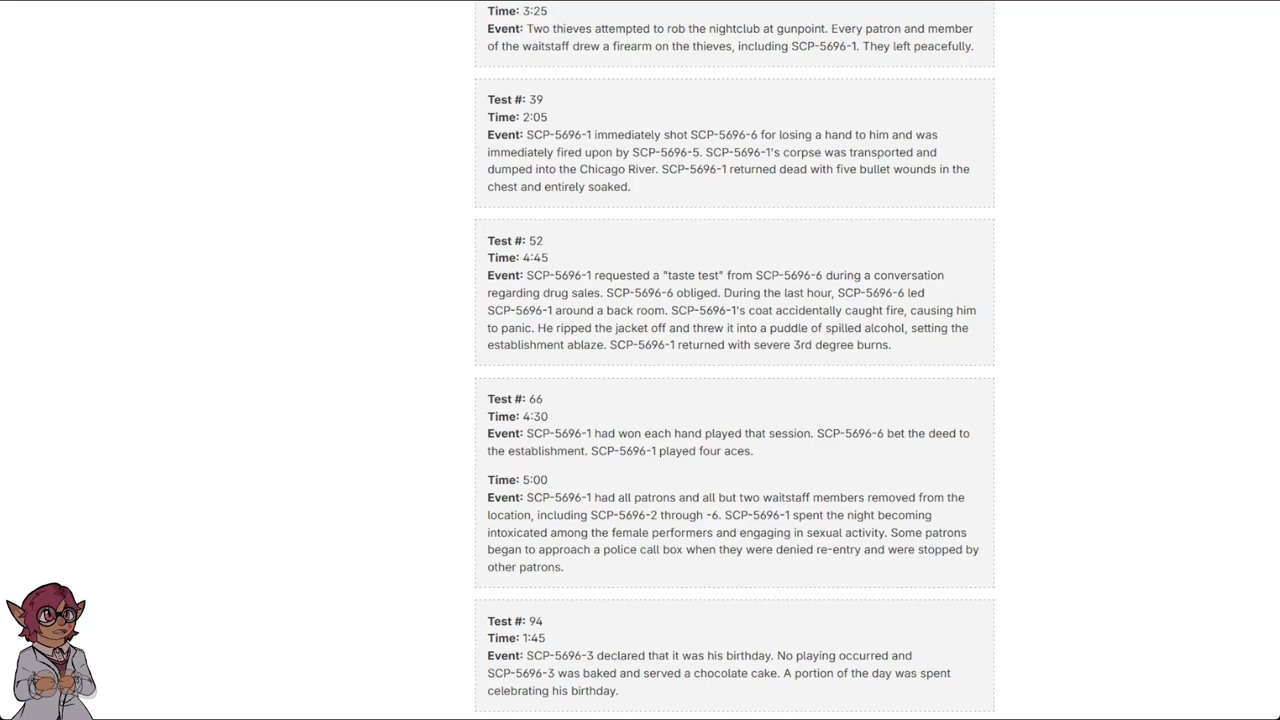 Time: 3:25
Event: Two thieves attempted to rob the nightclub at gunpoint. Every patron and member
of the waitstaff drew a firearm on the thieves, including SCP-5696-1. They left peacefully.
Test #: 39
Time: 2:05
Event: SCP-5696-1 immediately shot SCP-5696-6 for losing a hand to him and was
immediately fired upon by SCP-5696-5. SCP-5696-1's corpse was transported and
dumped into the Chicago River. SCP-5696-1 returned dead with five bullet wounds in the
chest and entirely soaked.
Test #: 52
Time: 4:45
Event: SCP-5696-1 requested a "taste test" from SCP-5696-6 during a conversation
regarding drug sales. SCP-5696-6 obliged. During the last hour, SCP-5696-6 led
SCP-5696-1 around a back room. SCP-5696-1's coat accidentally caught fire, causing him
to panic. He ripped the jacket off and threw it into a puddle of spilled alcohol, setting the
establishment ablaze. SCP-5696-1 returned with severe 3rd degree burns.
Test #: 66
Time: 4:30
Event: SCP-5696-1 had won each hand played that session. SCP-5696-6 bet the deed to
the establishment. SCP-5696-1 played four aces.
Time: 5:00
Event: SCP-5696-1 had all patrons and all but two waitstaff members removed from the
location, including SCP-5696-2 through -6. SCP-5696-1 spent the night becoming
intoxicated among the female performers and engaging in sexual activity. Some patrons
began to approach a police call box when they were denied re-entry and were stopped by
other patrons.
Test #: 94
Time: 1:45
Event: SCP-5696-3 declared that it was his birthday. No playing occurred and
SCP-5696-3 was baked and served a chocolate cake. A portion of the day was spent
celebrating his birthday.